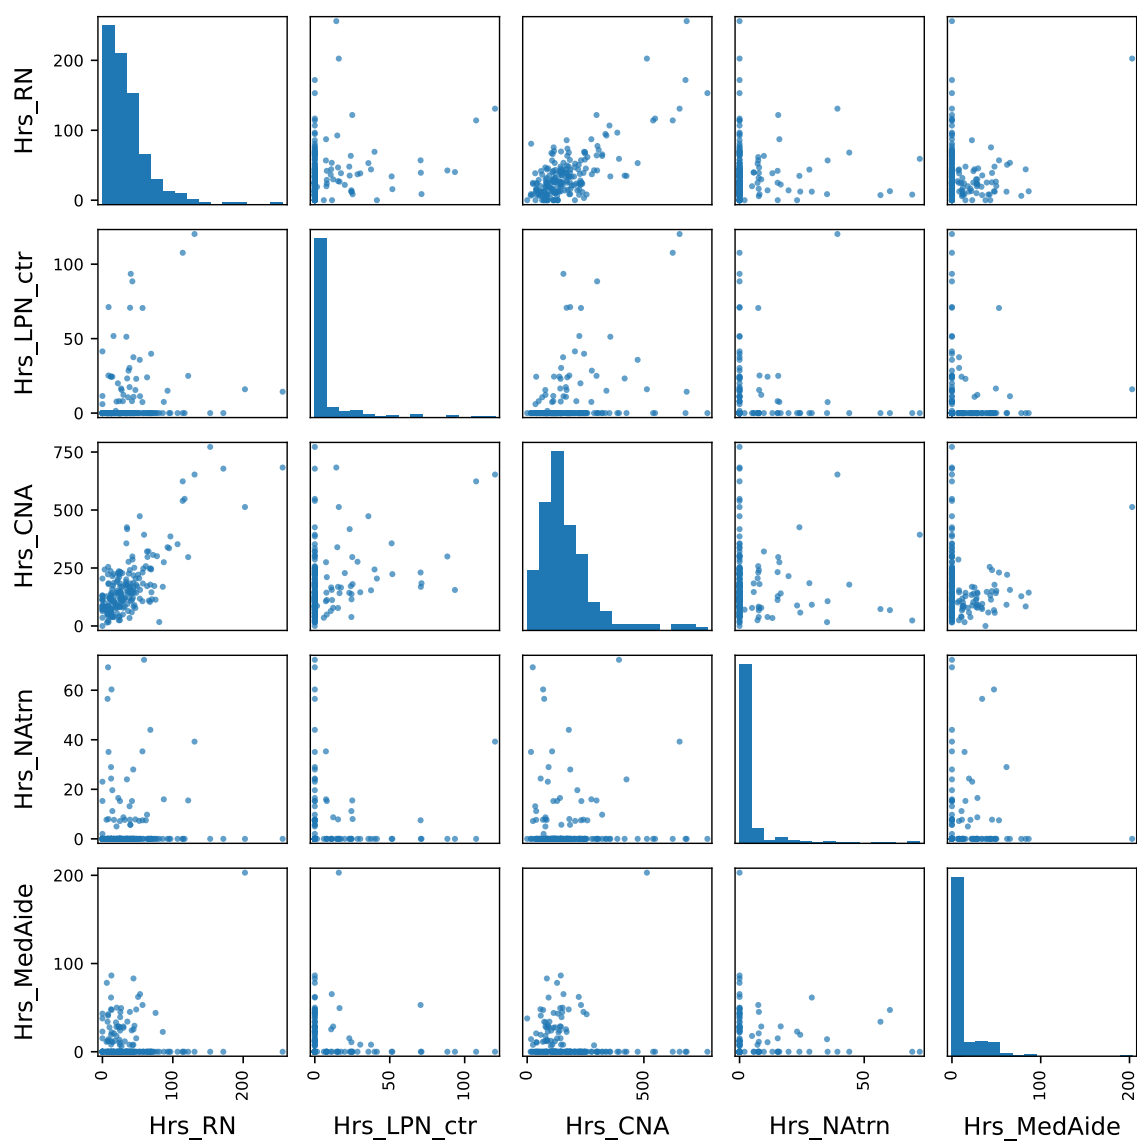 Hrs_RN
200
100
0
Hrs_LPN_ctr
100
50
0
Hrs_CNA
750
500
250
0
Hrs_NAtrn
60
40
20
0
Hrs_MedAide
200
100
0
0 100 200
0 50 100
0 500
0 50
0 100 200
Hrs_RN Hrs_LPN_ctr Hrs_CNA Hrs_NAtrn Hrs_MedAide